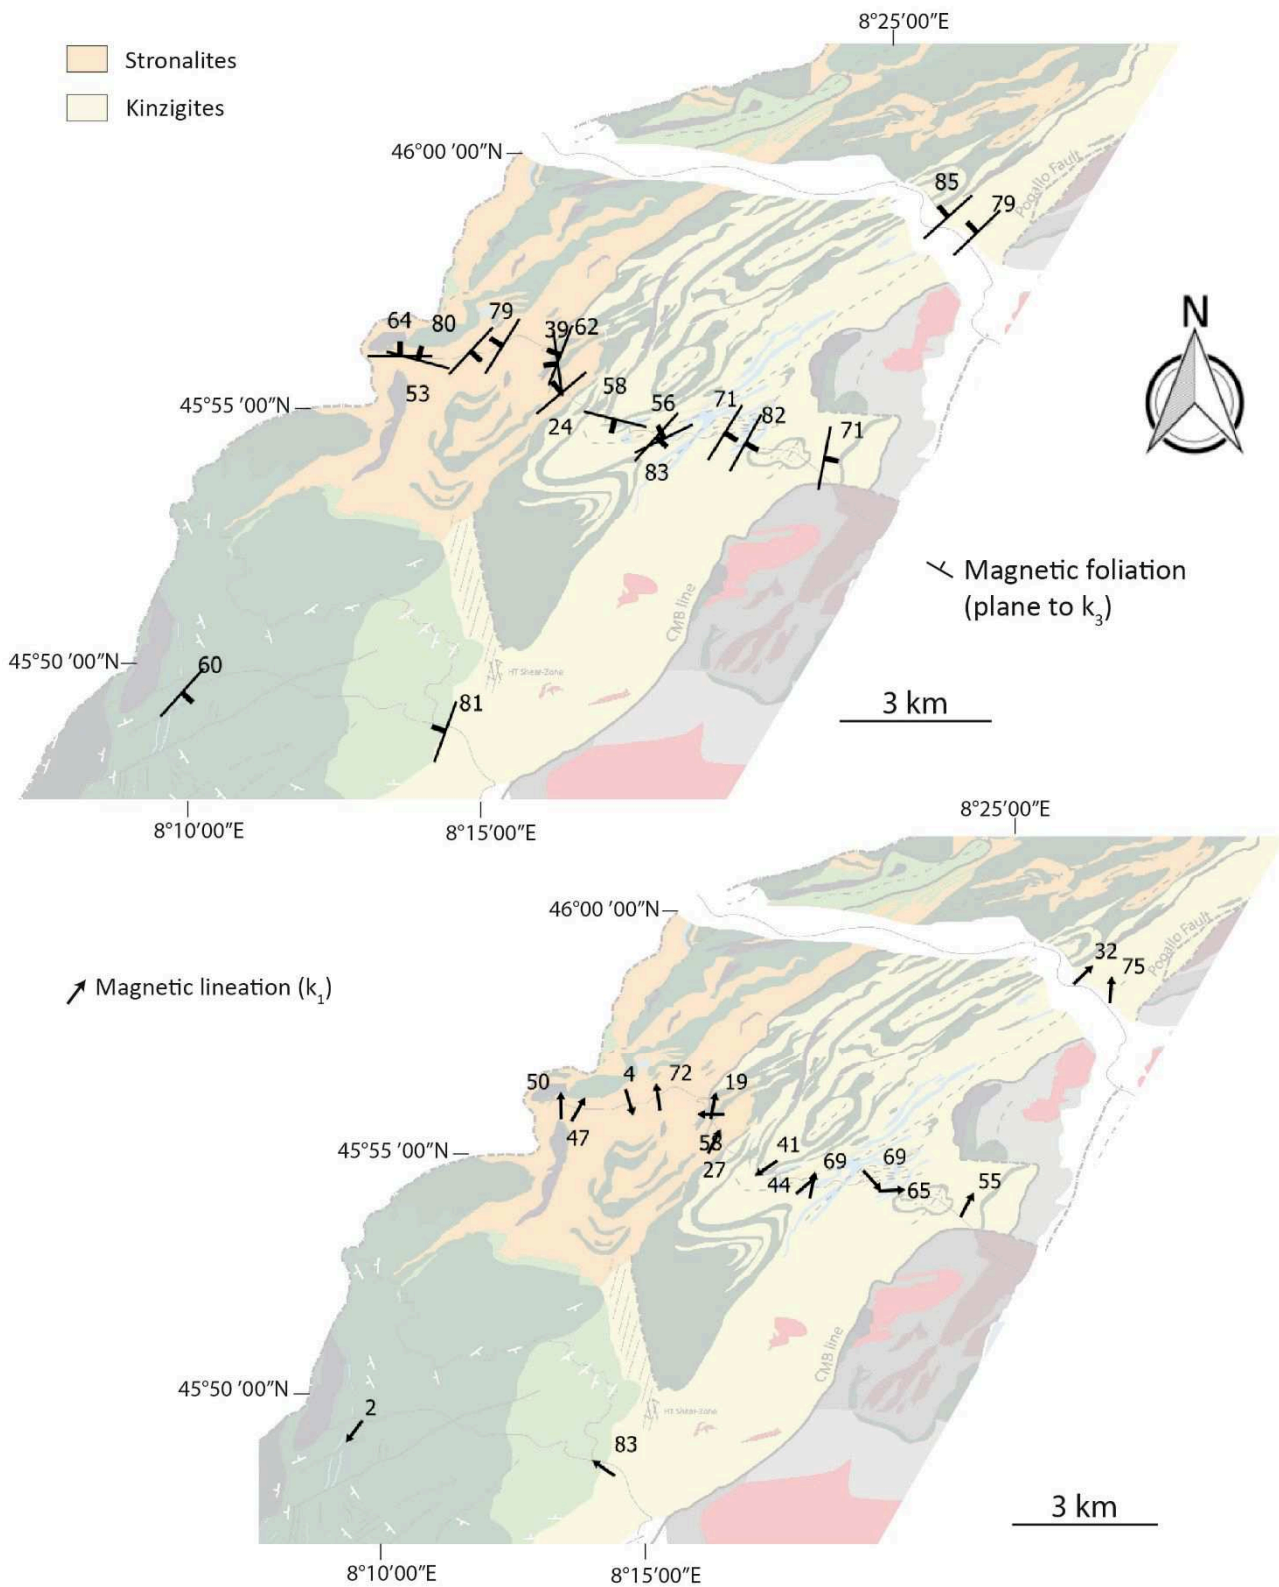 8°25'00"E
Stronalites
Kinzigites
46°00 '00"N
Pogallo Fault
85
79
N
64
80
79
39
62
53
58
56
71
82
71
45°55 '00"N
24
83
Magnetic foliation
(plane to k3)
CMB line
45°50 '00"N
60
HT Shear-Zone
81
3 km
8°10'00"E
8°15'00"E
8°25'00"E
46°00 '00"N
Pogallo Fault
32
75
Magnetic lineation (k1)
50
4
72
19
47
58
27
41
44
69
69
65
55
45°55 '00"N
CMB line
45°50 '00"N
2
HT Shear-Zone
83
3 km
8°10'00"E
8°15'00"E